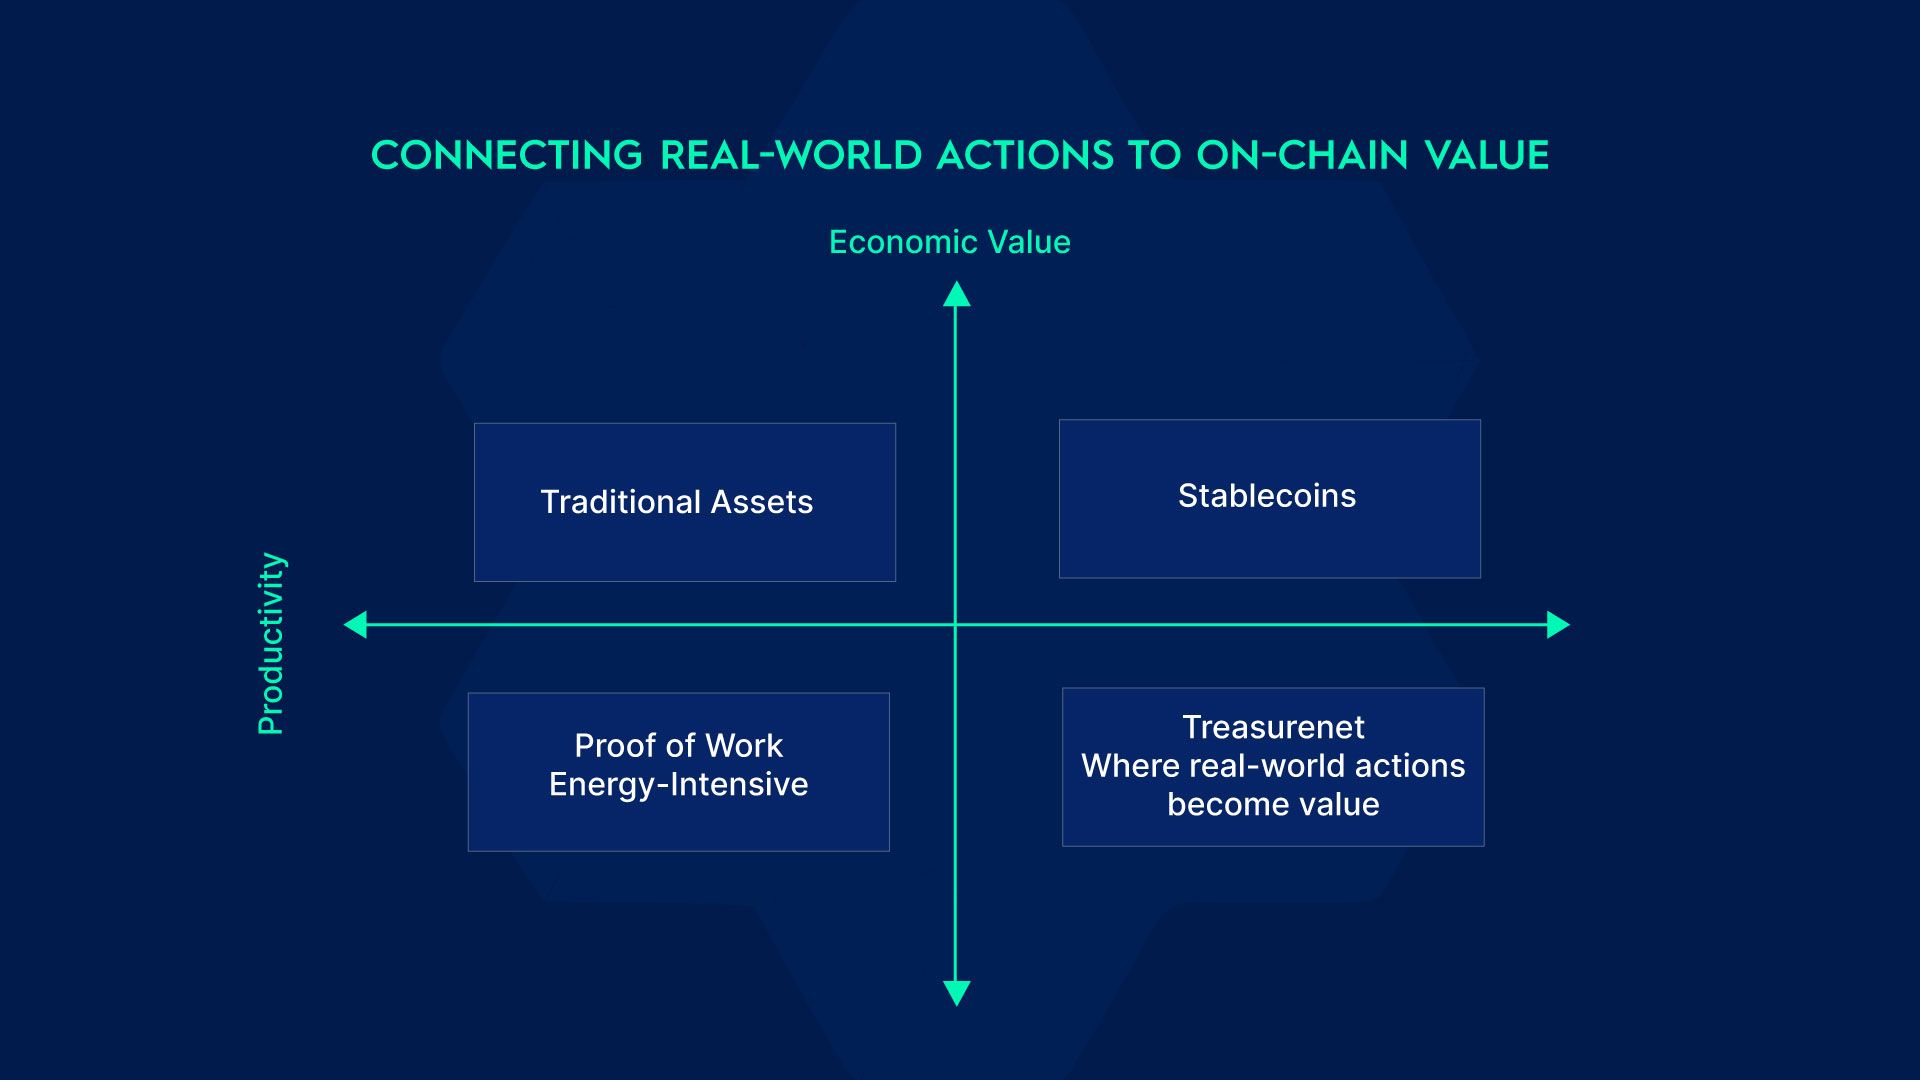 CONNECTING REAL-WORLD ACTIONS TO ON-CHAIN VALUE
Economic Value
Traditional Assets
Stablecoins
Productivity
Proof of Work
Energy-Intensive
Treasurenet
Where real-world actions
become value